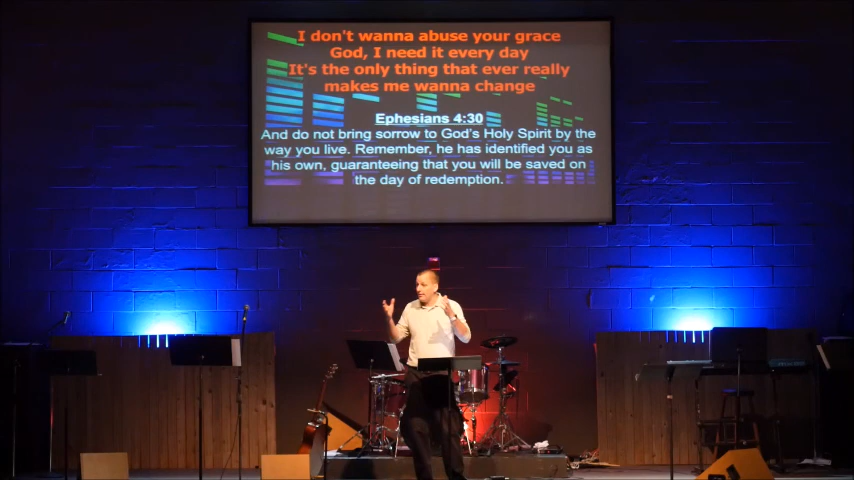 I don't wanna abuse your grace
God, I need it every day
It's the only thing that ever really
makes me wanna change
Ephesians 4:30
And do not bring sorrow to God's Holy Spirit by the
way you live. Remember, he has identified you as
his own, guaranteeing that you will be saved on
the day of redemption.